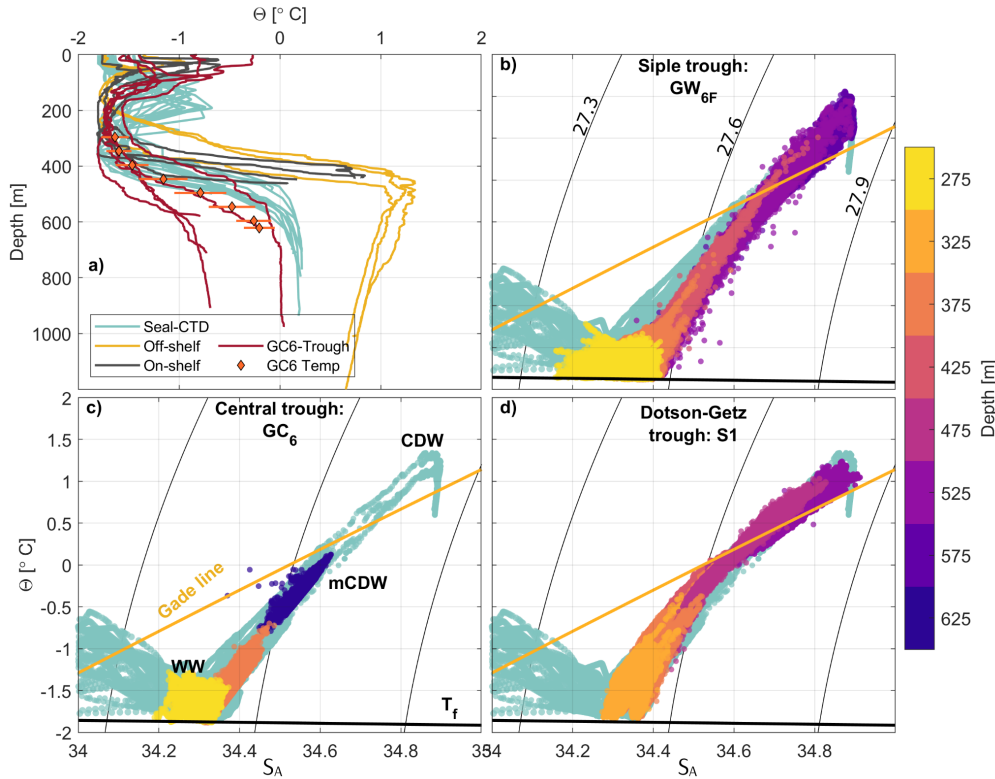 Θ [° C]
-2 -1 0 1 2
0
200
400
600
800
1000
Depth [m]
a)
Seal-CTD
Off-shelf
On-shelf
GC6-Trough
GC6 Temp
b)
Siple trough:
GW6F
27.3
27.6
27.9
275
325
375
425
475
525
575
625
Depth [m]
c)
Central trough:
GC6
CDW
Gade line
mCDW
WW
Tf
2
1.5
1
0.5
0
-0.5
-1
-1.5
-2
Θ [° C]
34 34.2 34.4 34.6 34.8 35
SA
d)
Dotson-Getz
trough: S1
34 34.2 34.4 34.6 34.8
SA